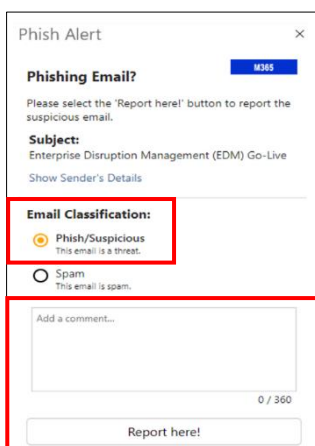 Phish Alert
×
M365
Phishing Email?
Please select the 'Report here!' button to report the
suspicious email.
Subject:
Enterprise Disruption Management (EDM) Go-Live
Show Sender's Details
Email Classification:
Phish/Suspicious
This email is a threat.
Spam
This email is spam.
Add a comment...
0 / 360
Report here!